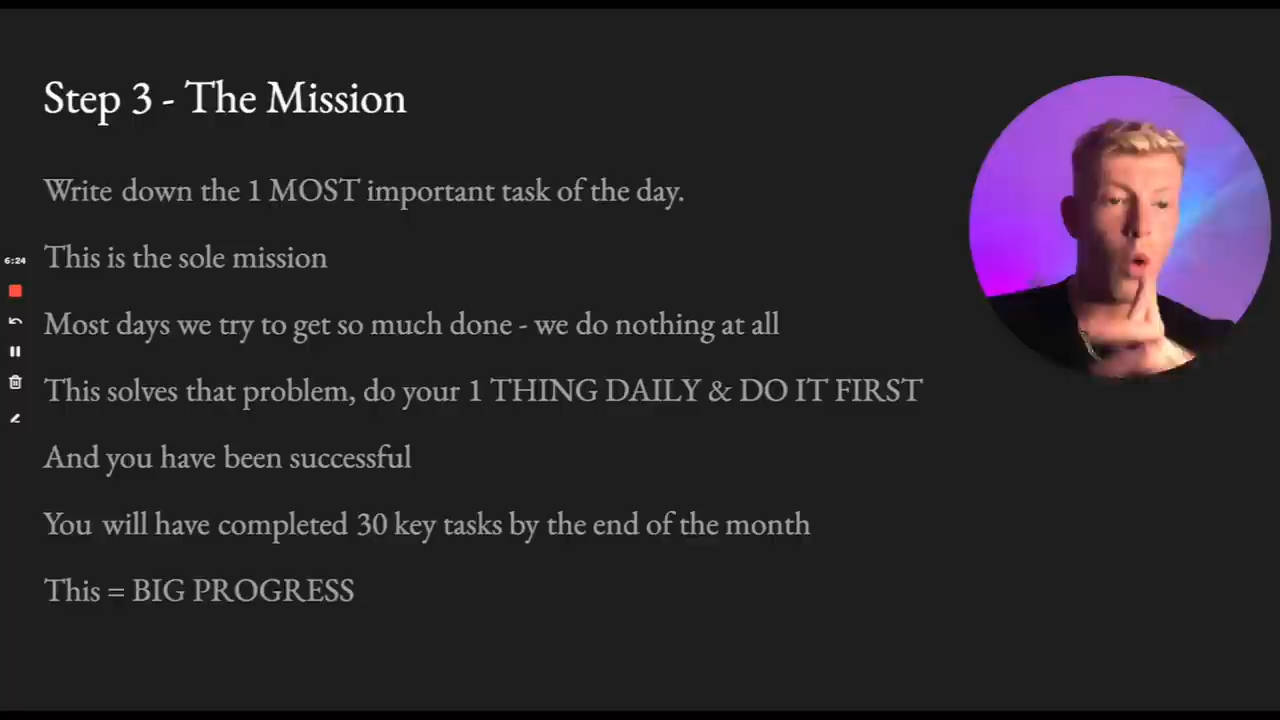 Step 3 - The Mission
Write down the 1 MOST important task of the day.
This is the sole mission
6:24
Most days we try to get so much done - we do nothing at all
This solves that problem, do your 1 THING DAILY & DO IT FIRST
And you have been successful
You will have completed 30 key tasks by the end of the month
This = BIG PROGRESS